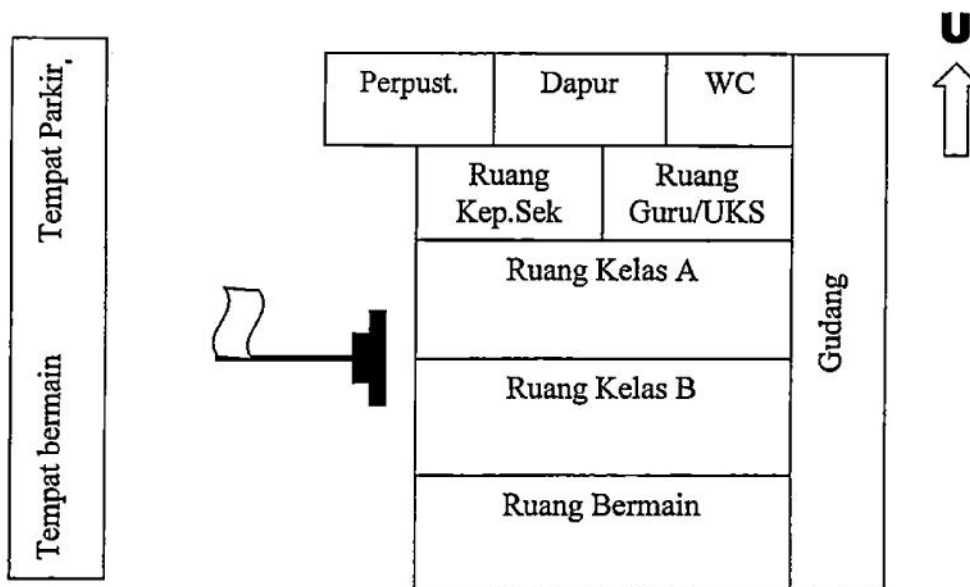 U
Perpust.
Dapur
WC
Tempat Parkir
Ruang
Kep.Sek
Ruang
Guru/UKS
Ruang Kelas A
Gudang
Ruang Kelas B
Tempat bermain
Ruang Bermain